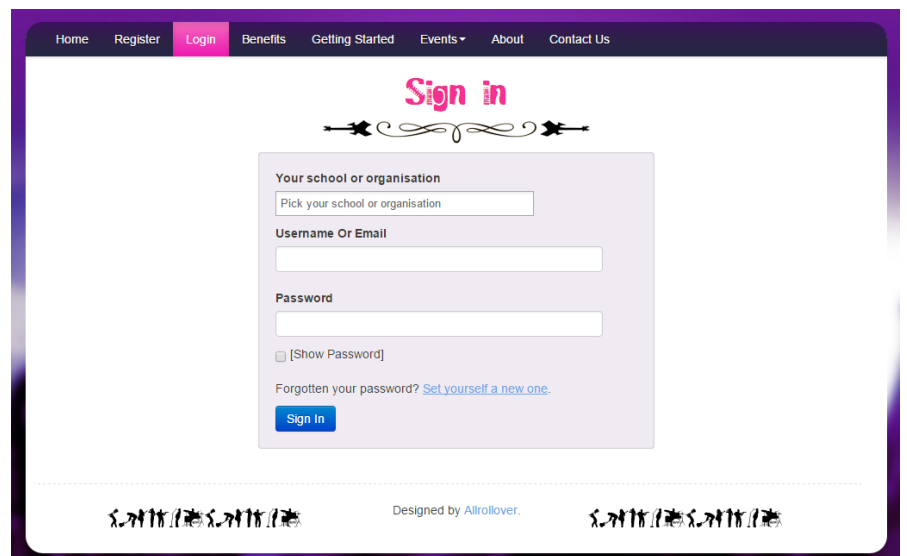 Home Register Login Benefits Getting Started Events About Contact Us
Sign in
Your school or organisation
Pick your school or organisation
Username Or Email
Password
[Show Password]
Forgotten your password? Set yourself a new one.
Sign In
Designed by Allrollover.